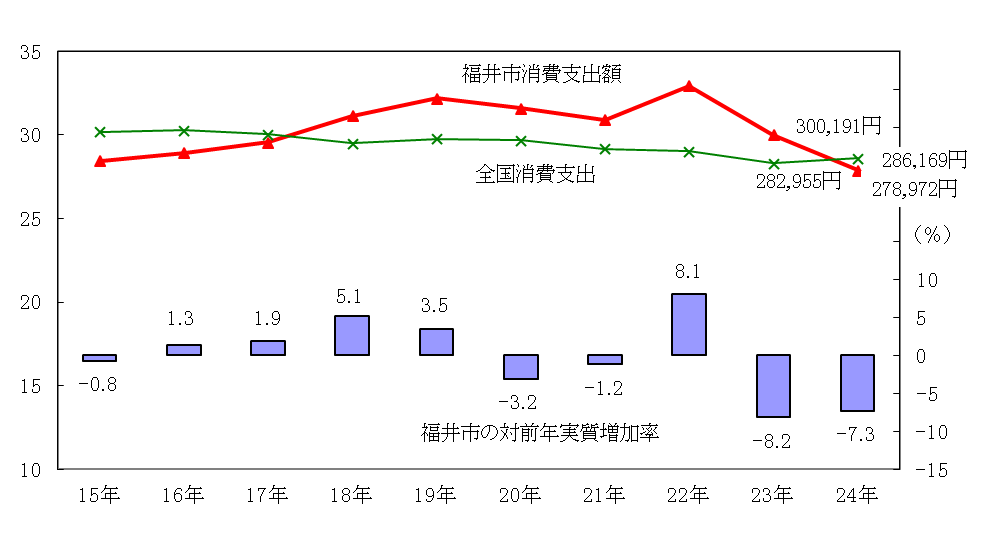 35
福井市消費支出額
300,191円
30
286,169円
全国消費支出
282,955円
278,972円
25
(%)
8.1
10
20
5.1
3.5
1.3
1.9
5
0
-0.8
15
-1.2
-5
-3.2
福井市の対前年実質増加率
-8.2
-7.3
-10
10
-15
15年 16年 17年 18年 19年 20年 21年 22年 23年 24年